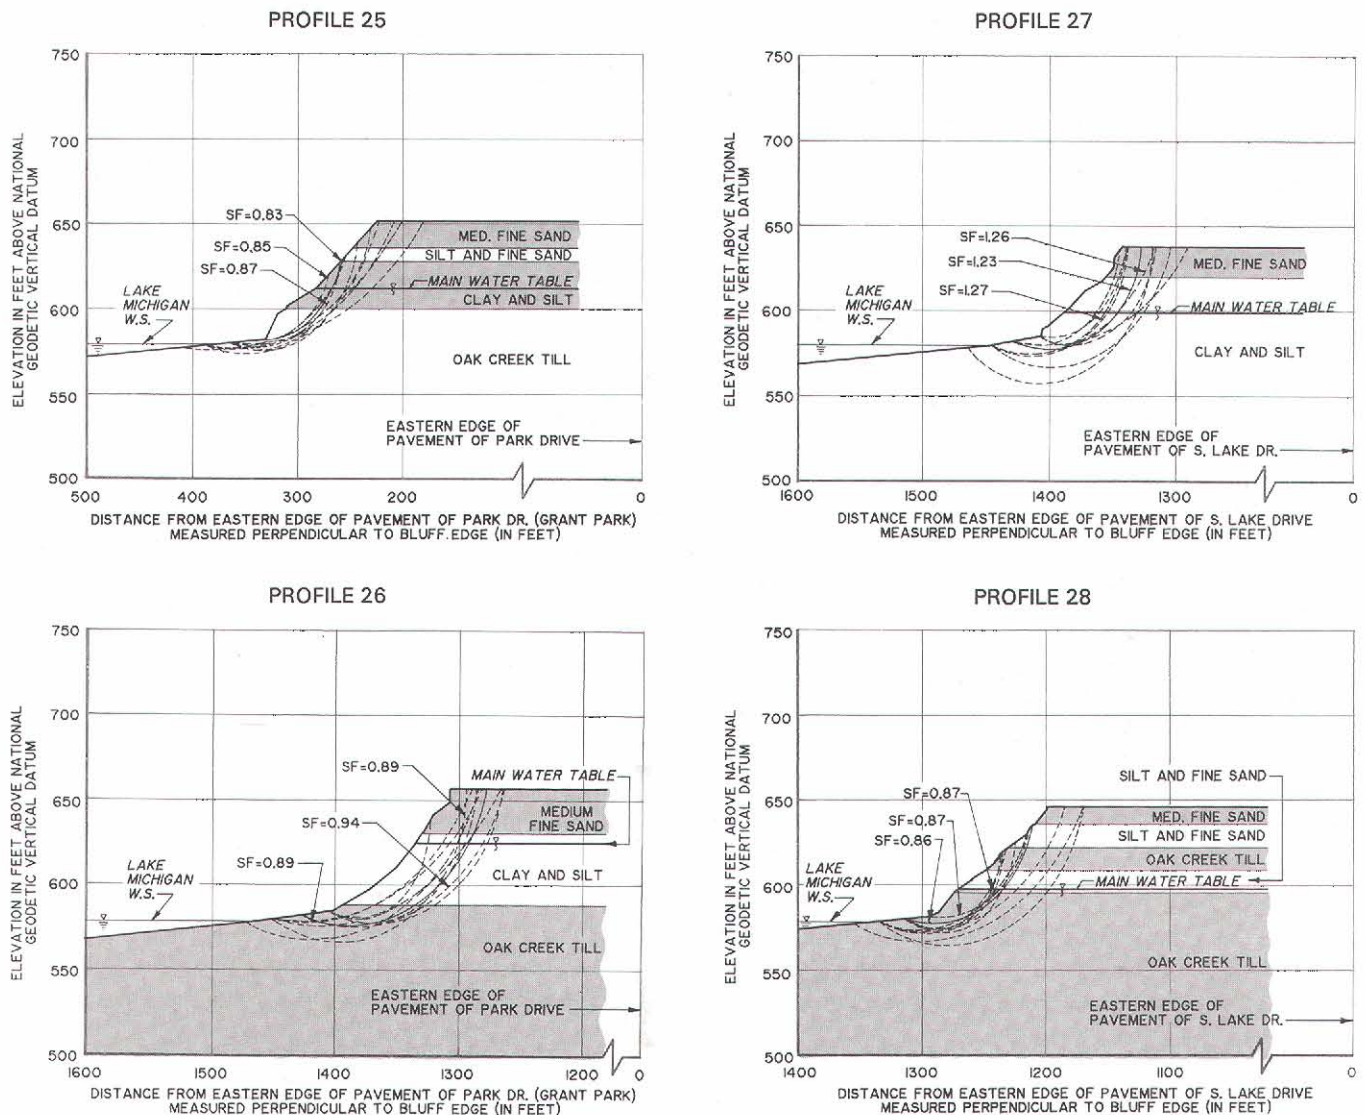 PROFILE 25
750
700
650
600
550
500
ELEVATION IN FEET ABOVE NATIONAL
GEODETIC VERTICAL DATUM
SF=0.83
SF=0.85
SF=0.87
LAKE
MICHIGAN
W.S.
MED. FINE SAND
SILT AND FINE SAND
MAIN WATER TABLE
CLAY AND SILT
OAK CREEK TILL
EASTERN EDGE OF
PAVEMENT OF PARK DRIVE
500 400 300 200 0
DISTANCE FROM EASTERN EDGE OF PAVEMENT OF PARK DR. (GRANT PARK)
MEASURED PERPENDICULAR TO BLUFF.EDGE (IN FEET)
PROFILE 27
750
700
650
600
550
500
ELEVATION IN FEET ABOVE NATIONAL
GEODETIC VERTICAL DATUM
SF=1.26
SF=1.23
SF=1.27
LAKE
MICHIGAN
W.S.
MED. FINE SAND
MAIN WATER TABLE
CLAY AND SILT
EASTERN EDGE OF
PAVEMENT OF S. LAKE DR.
1600 1500 1400 1300 0
DISTANCE FROM EASTERN EDGE OF PAVEMENT OF S. LAKE DRIVE
MEASURED PERPENDICULAR TO BLUFF EDGE (IN FEET)
PROFILE 26
750
700
650
600
550
500
ELEVATION IN FEET ABOVE NATIONAL
GEODETIC VERTICAL DATUM
SF=0.89
MAIN WATER TABLE
MEDIUM
FINE SAND
SF=0.94
SF=0.89
LAKE
MICHIGAN
W.S.
CLAY AND SILT
OAK CREEK TILL
EASTERN EDGE OF
PAVEMENT OF PARK DRIVE
1600 1500 1400 1300 1200 0
DISTANCE FROM EASTERN EDGE OF PAVEMENT OF PARK DR. (GRANT PARK)
MEASURED PERPENDICULAR TO BLUFF EDGE (IN FEET)
PROFILE 28
750
700
650
600
550
500
ELEVATION IN FEET ABOVE NATIONAL
GEODETIC VERTICAL DATUM
SILT AND FINE SAND
SF=0.87
SF=0.87
SF=0.86
LAKE
MICHIGAN
W.S.
MED. FINE SAND
SILT AND FINE SAND
OAK CREEK TILL
MAIN WATER TABLE
OAK CREEK TILL
EASTERN EDGE OF
PAVEMENT OF S. LAKE DR.
1400 1300 1200 1100 0
DISTANCE FROM EASTERN EDGE OF PAVEMENT OF S. LAKE DRIVE
MEASURED PERPENDICULAR TO BLUFF EDGE (IN FEET)